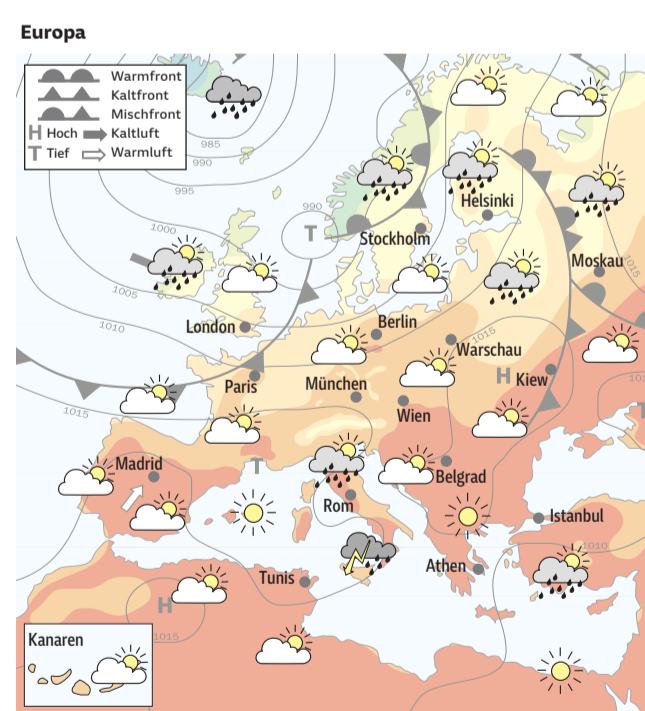 Europa
Warmfront
Kaltfront
Mischfront
H Hoch Kaltluft
T Tief Warmluft
985
990
995
990
1000
T
1005
1010
Helsinki
Stockholm
Moskau
1015
London
Berlin
1015
Warschau
Paris
München
H Kiew
1015
Wien
T
Madrid
Belgrad
Rom
Istanbul
1010
Tunis
Athen
H
1015
Kanaren